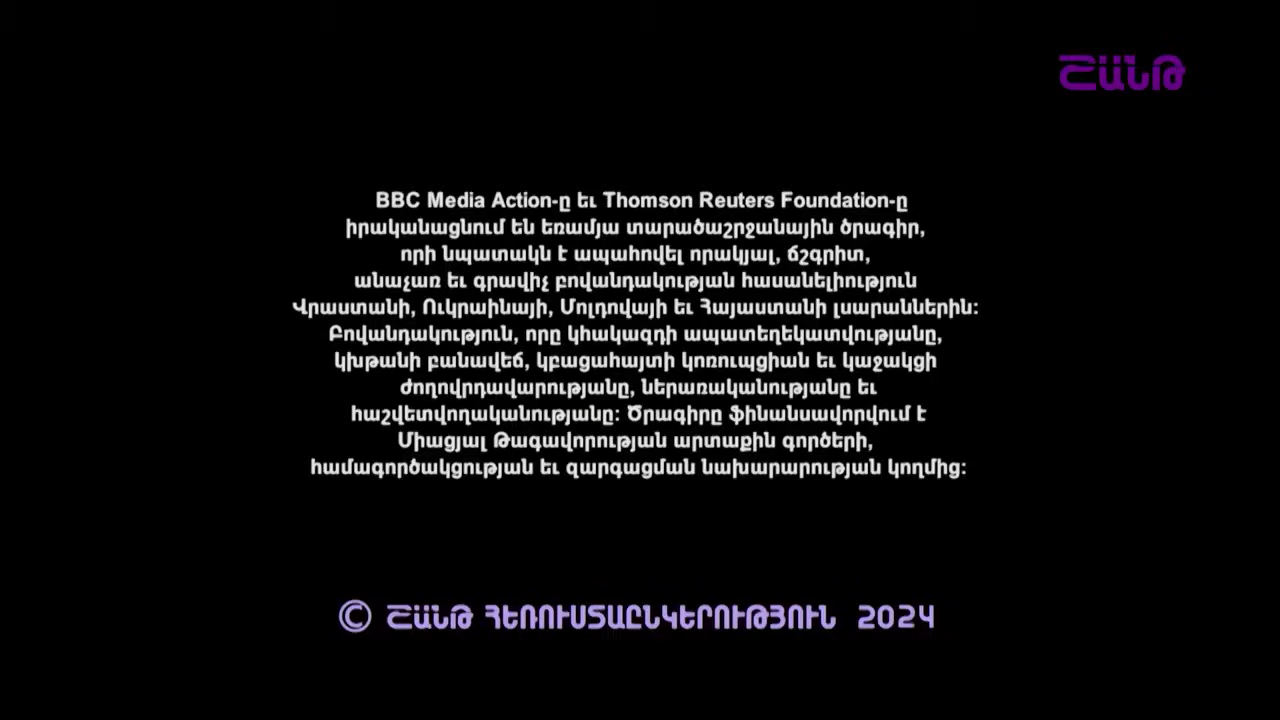 Շանթ
BBC Media Action-ը եւ Thomson Reuters Foundation-ը
իրականացնում են եռամյա տարածաշրջանային ծրագիր,
որի նպատակն է ապահովել որակյալ, ճշգրիտ,
անաչառ եւ գրավիչ բովանդակության հասանելիություն
Վրաստանի, Ուկրաինայի, Մոլդովայի եւ Հայաստանի լսարաններին:
Բովանդակություն, որը կհակազդի ապատեղեկատվությանը,
կխթանի բանավեճ, կբացահայտի կոռուպցիան եւ կաջակցի
ժողովրդավարությանը, ներառականությանը եւ
հաշվետվողականությանը: Ծրագիրը ֆինանսավորվում է
Միացյալ Թագավորության արտաքին գործերի,
համագործակցության եւ զարգացման նախարարության կողմից:
© Շանթ ՀԵՌՈՒՍՏԱԸՆԿԵՐՈՒԹՅՈՒՆ 2024